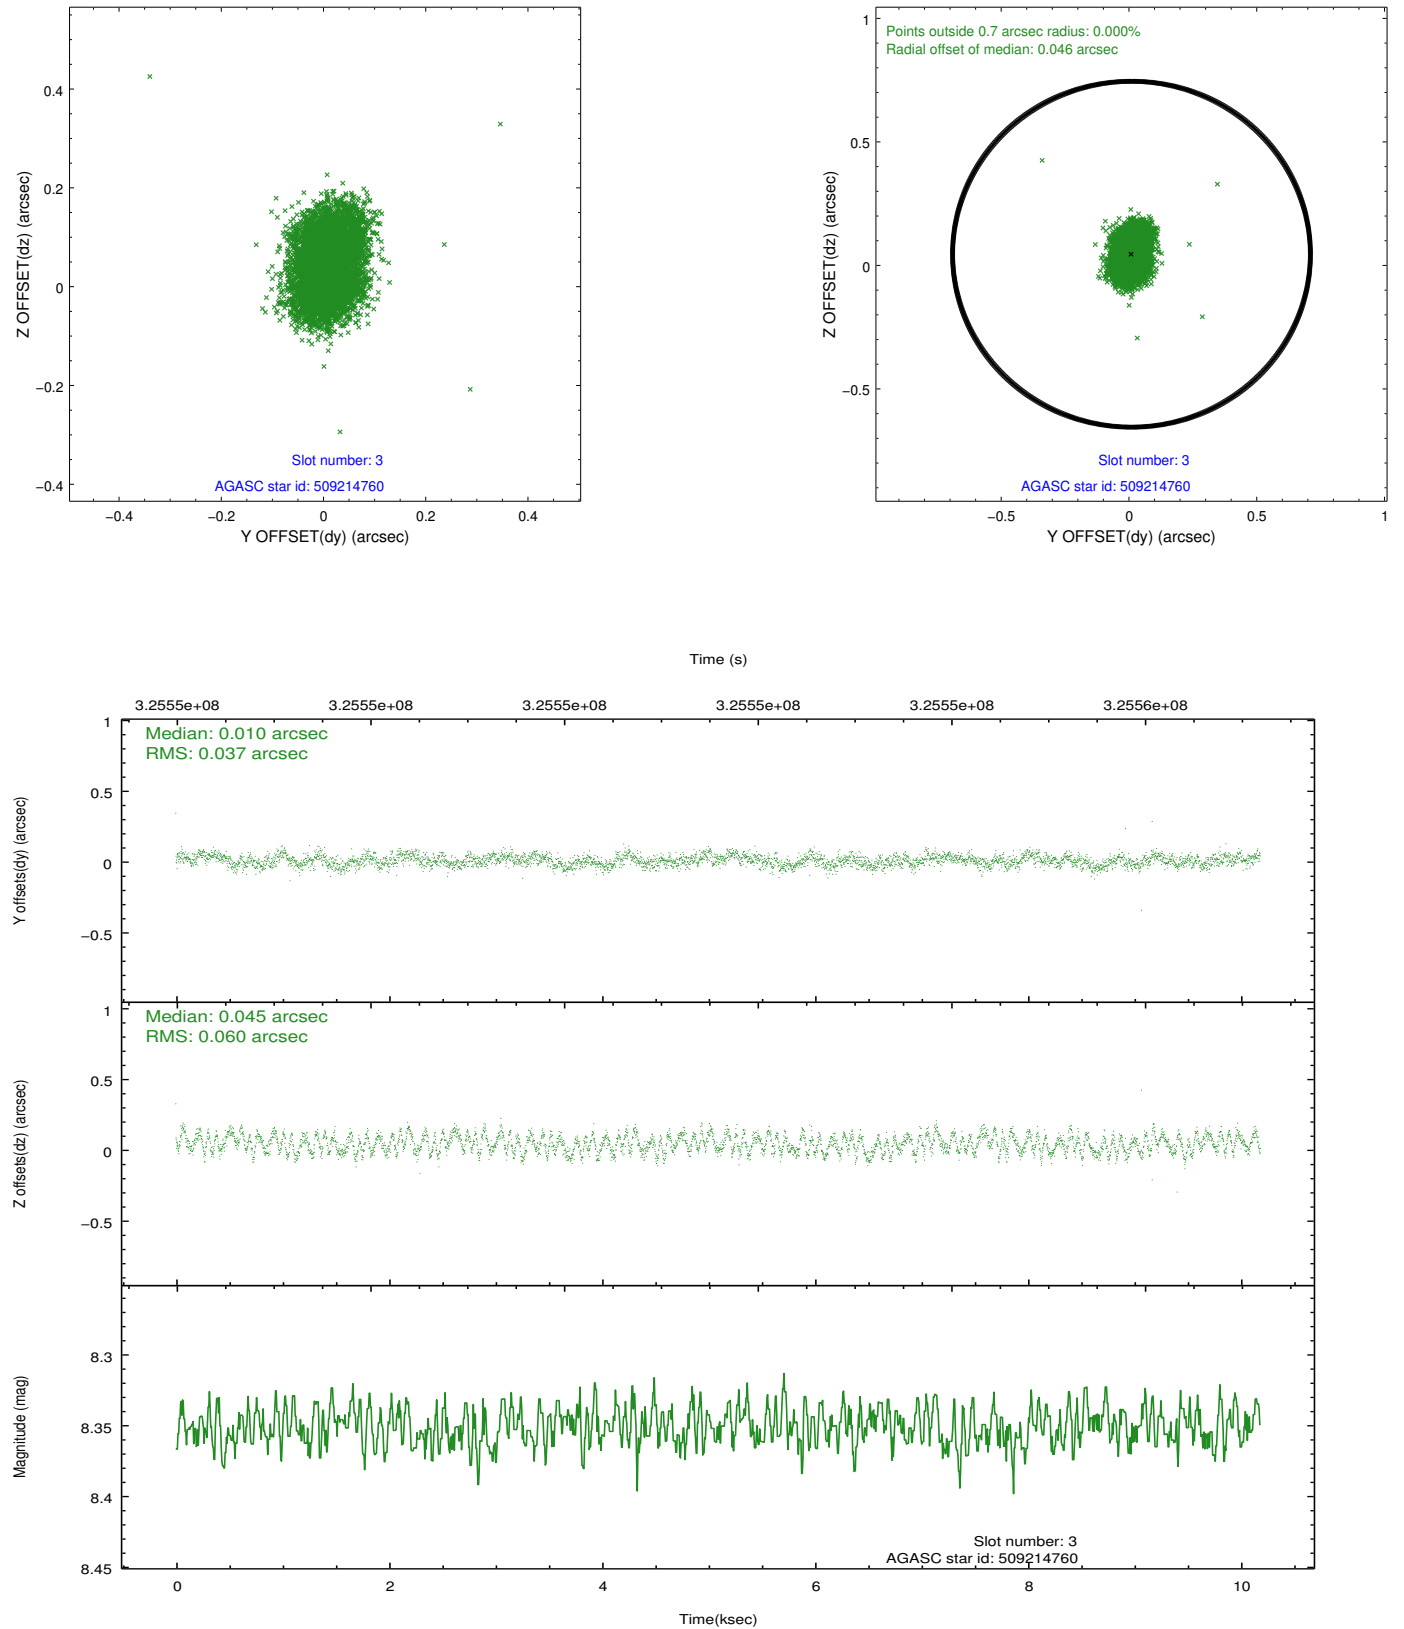 0.4
0.2
0
−0.2
−0.4
Z OFFSET(dz) (arcsec)
Slot number: 3
AGASC star id: 509214760
−0.4
−0.2
0
0.2
0.4
Y OFFSET(dy) (arcsec)
Points outside 0.7 arcsec radius: 0.000%
Radial offset of median: 0.046 arcsec
1
0.5
0
−0.5
Z OFFSET(dz) (arcsec)
Slot number: 3
AGASC star id: 509214760
−0.5
0
0.5
1
Y OFFSET(dy) (arcsec)
Time (s)
3.2555e+08
3.2555e+08
3.2555e+08
3.2555e+08
3.2555e+08
3.2556e+08
Median: 0.010 arcsec
RMS: 0.037 arcsec
1
0.5
0
−0.5
Y offsets(dy) (arcsec)
Median: 0.045 arcsec
RMS: 0.060 arcsec
1
0.5
0
−0.5
Z offsets(dz) (arcsec)
8.3
8.35
8.4
8.45
Magnitude (mag)
Slot number: 3
AGASC star id: 509214760
0
2
4
6
8
10
Time(ksec)